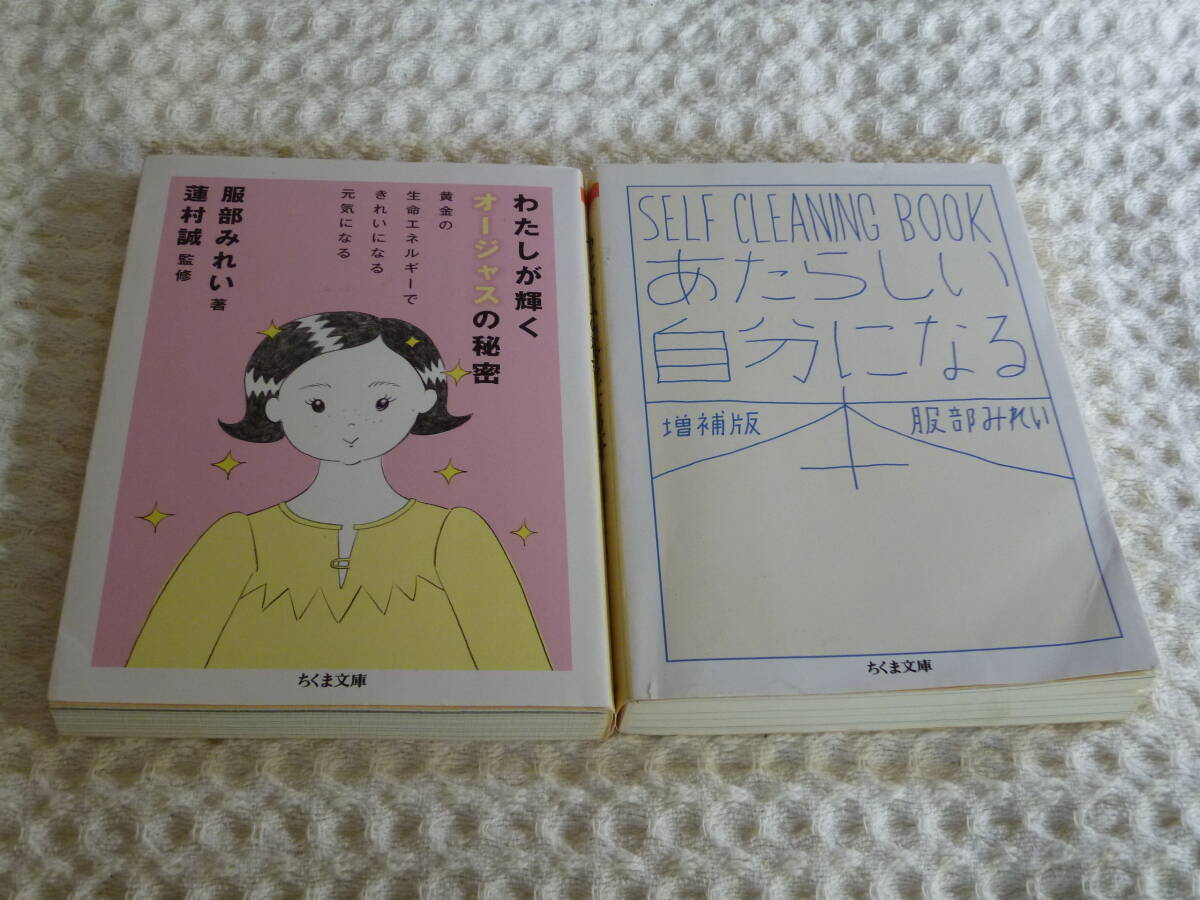 わたしが輝く
オージャスの秘密
黄金の
生命エネルギーで
きれいになる
元気になる
服部みれい 著
蓮村誠 監修
ちくま文庫
SELF CLEANING BOOK
あたらしい
自分になる
本
増補版
服部みれい
ちくま文庫